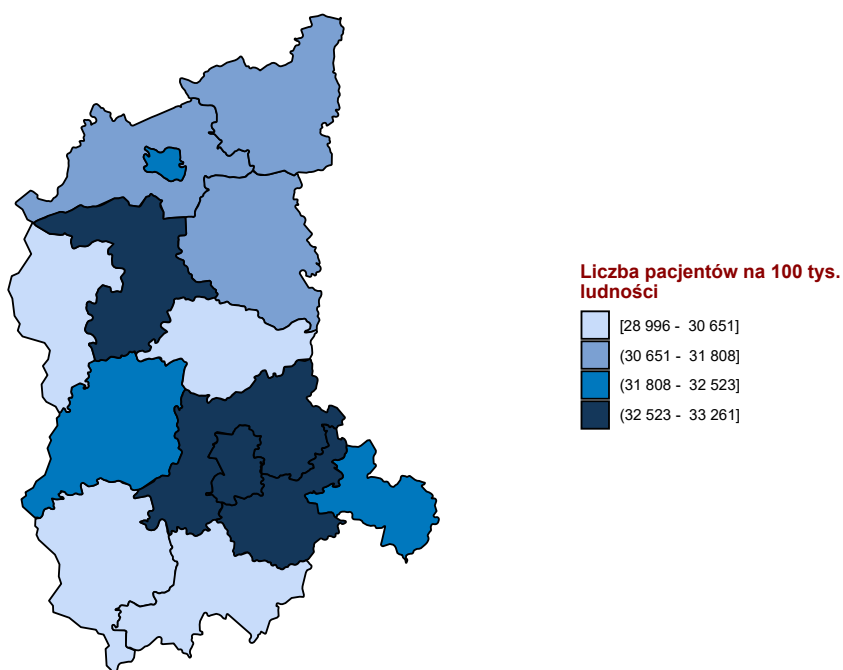 Liczba pacjentów na 100 tys.
ludności
[28 996 - 30 651]
(30 651 - 31 808]
(31 808 - 32 523]
(32 523 - 33 261]